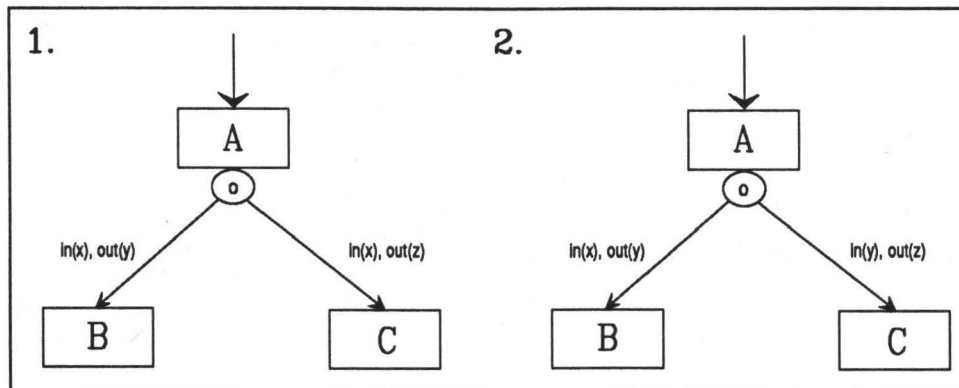 1.
A
o
in(x), out(y)
in(x), out(z)
B
C
2.
A
o
in(x), out(y)
in(y), out(z)
B
C